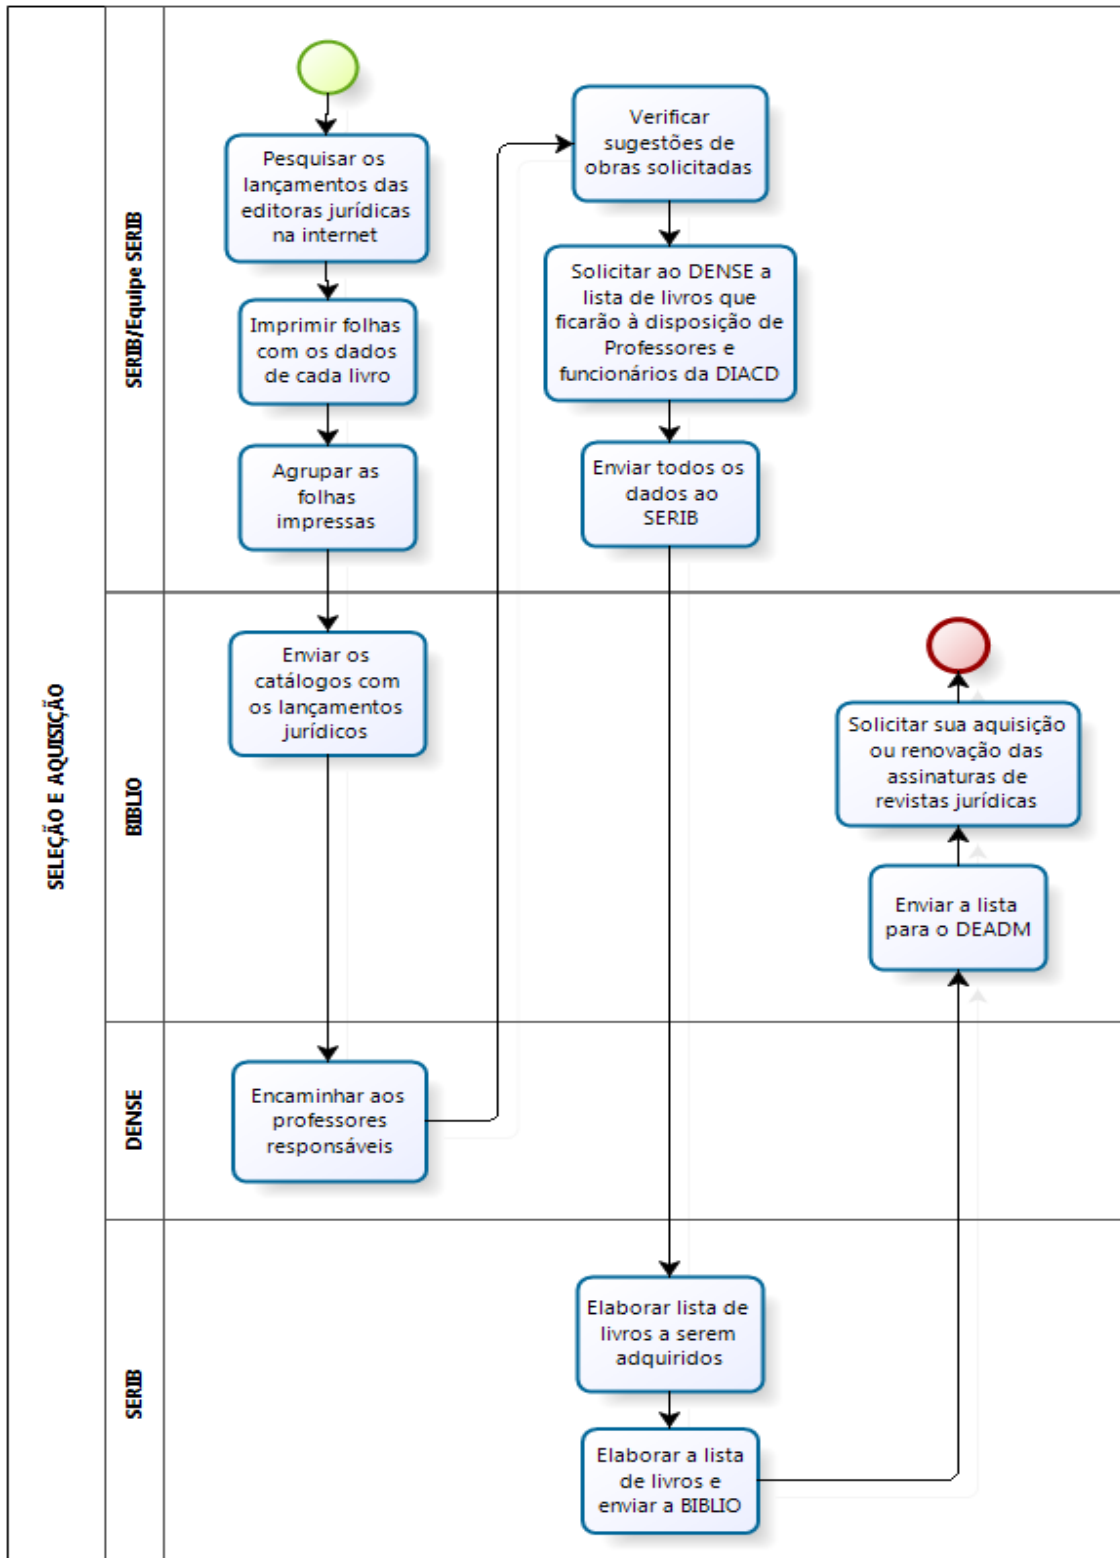 SELEÇÃO E AQUISIÇÃO
SERIB/Equipe SERIB
Pesquisar os
lançamentos das
editoras jurídicas
na internet
Imprimir folhas
com os dados
de cada livro
Agrupar as
folhas
impressas
Verificar
sugestões de
obras solicitadas
Solicitar ao DENSE a
lista de livros que
ficarão à disposição de
Professores e
funcionários da DIACD
Enviar todos os
dados ao
SERIB
BIBLIO
Enviar os
catálogos com
os lançamentos
jurídicos
Solicitar sua aquisição
ou renovação das
assinaturas de
revistas jurídicas
Enviar a lista
para o DEADM
DENSE
Encaminhar aos
professores
responsáveis
SERIB
Elaborar lista de
livros a serem
adquiridos
Elaborar a lista
de livros e
enviar a BIBLIO